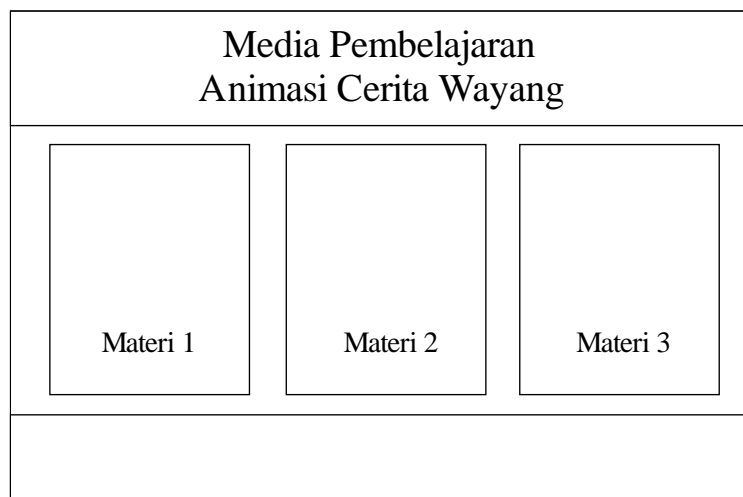 Media Pembelajaran
Animasi Cerita Wayang
Materi 1
Materi 2
Materi 3